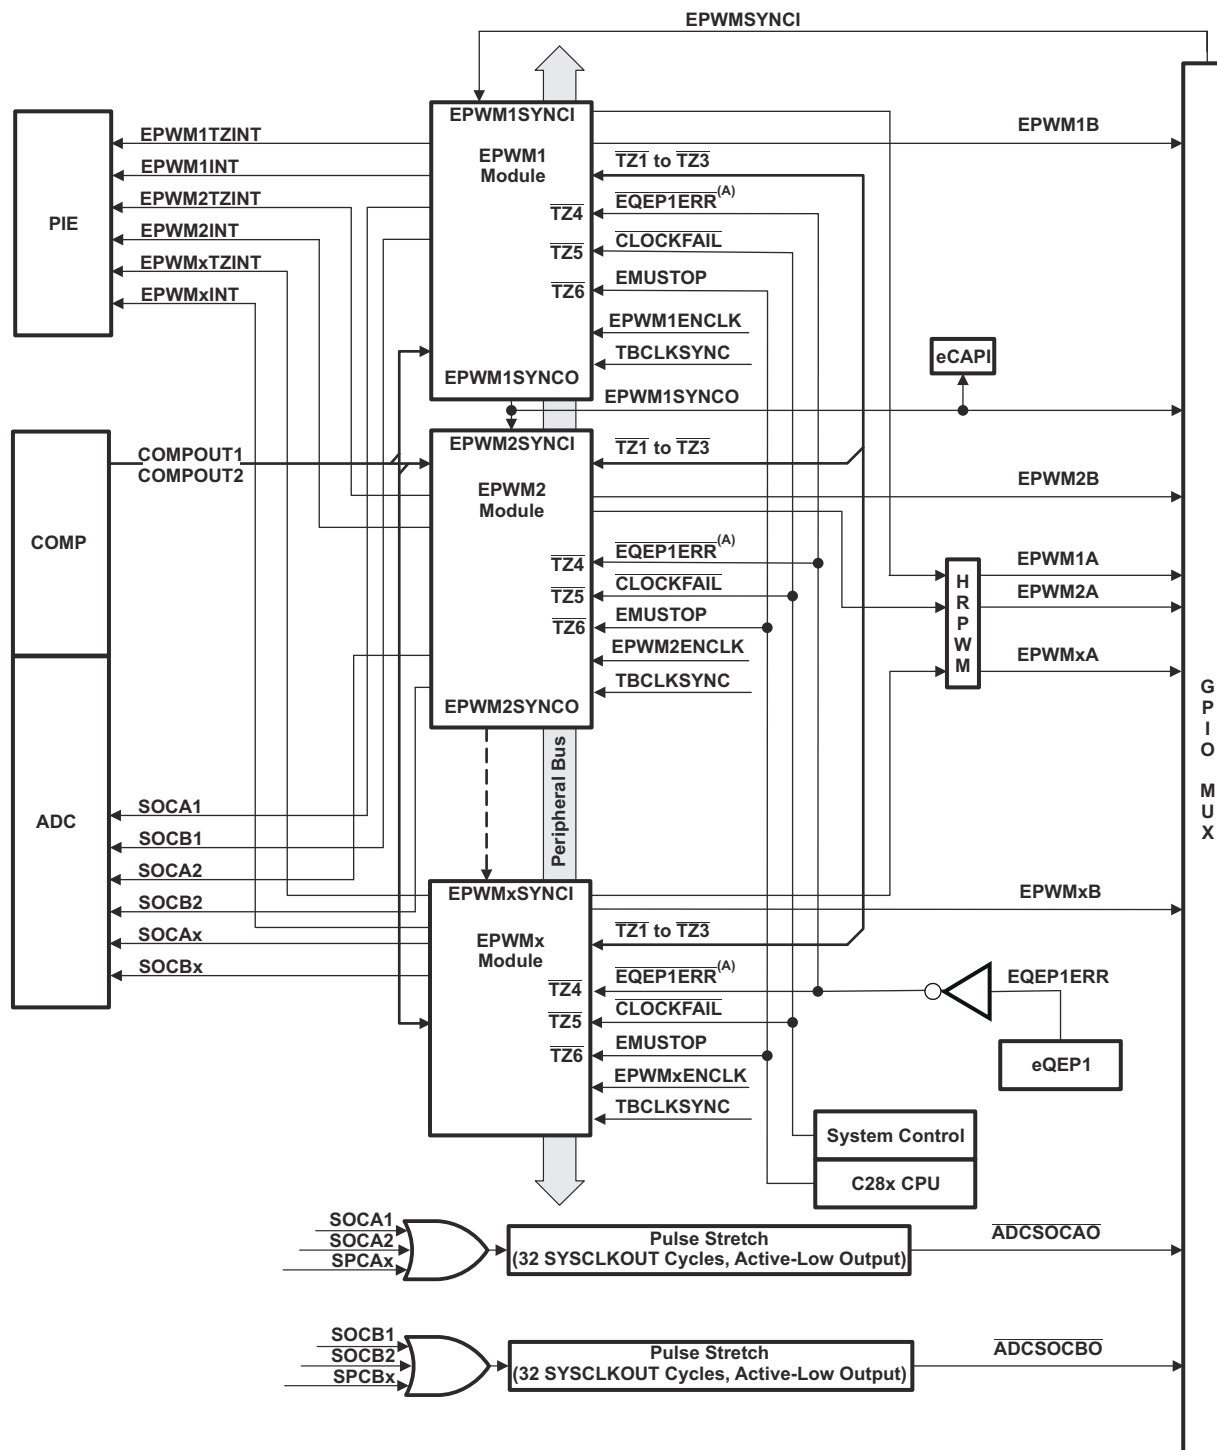 EPWMSYNCI
EPWM1SYNCI
EPWM1
Module
TZ4
TZ5
TZ6
EPWM1SYNCO
PIE
EPWM1TZINT
EPWM1INT
EPWM2TZINT
EPWM2INT
EPWMxTZINT
EPWMxINT
TZ1 to TZ3
EQEP1ERR(A)
CLOCKFAIL
EMUSTOP
EPWM1ENCLK
TBCLKSYNC
EPWM1B
eCAPI
EPWM1SYNCO
COMP
COMPOUT1
COMPOUT2
EPWM2SYNCI
EPWM2
Module
TZ4
TZ5
TZ6
EPWM2SYNCO
TZ1 to TZ3
EQEP1ERR(A)
CLOCKFAIL
EMUSTOP
EPWM2ENCLK
TBCLKSYNC
EPWM2B
HRPWM
EPWM1A
EPWM2A
EPWMxA
GPIO MUX
Peripheral Bus
ADC
SOCA1
SOCB1
SOCA2
SOCB2
SOCAx
SOCBx
EPWMxSYNCI
EPWMx
Module
TZ4
TZ5
TZ6
TZ1 to TZ3
EQEP1ERR(A)
CLOCKFAIL
EMUSTOP
EPWMxENCLK
TBCLKSYNC
EPWMxB
EQEP1ERR
eQEP1
System Control
C28x CPU
SOCA1
SOCA2
SPCAx
Pulse Stretch
(32 SYSCLKOUT Cycles, Active-Low Output)
ADCSOCAO
SOCB1
SOCB2
SPCBx
Pulse Stretch
(32 SYSCLKOUT Cycles, Active-Low Output)
ADCSOCBO